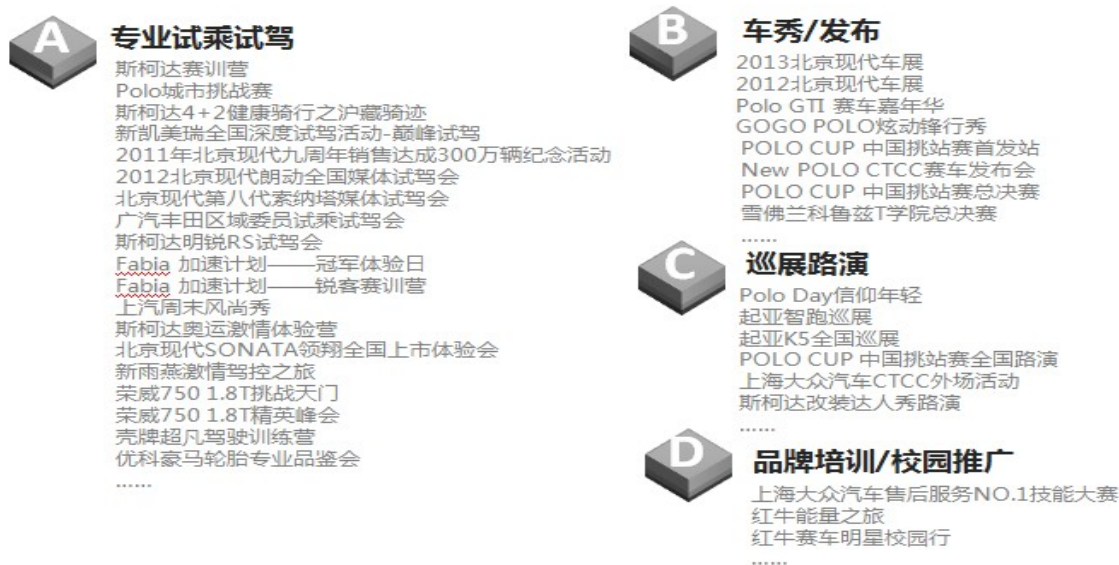 A 专业试乘试驾
斯柯达赛训营
Polo城市挑战赛
斯柯达4+2健康骑行之沪藏骑迹
新凯美瑞全国深度试驾活动-巅峰试驾
2011年北京现代九周年销售达成300万辆纪念活动
2012北京现代朗动全国媒体试驾会
北京现代第八代索纳塔媒体试驾会
广汽丰田区域委员试乘试驾会
斯柯达明锐RS试驾会
Fabia 加速计划——冠军体验日
Fabia 加速计划——锐客赛训营
上汽周末风尚秀
斯柯达奥运激情体验营
北京现代SONATA领翔全国上市体验会
新雨燕激情驾控之旅
荣威750 1.8T挑战天门
荣威750 1.8T精英峰会
壳牌超凡驾驶训练营
优科豪马轮胎专业品鉴会
......
B 车秀/发布
2013北京现代车展
2012北京现代车展
Polo GTI 赛车嘉年华
GOGO POLO炫动锋行秀
POLO CUP 中国挑站赛首发站
New POLO CTCC赛车发布会
POLO CUP 中国挑站赛总决赛
雪佛兰科鲁兹T学院总决赛
......
C 巡展路演
Polo Day信仰年轻
起亚智跑巡展
起亚K5全国巡展
POLO CUP 中国挑站赛全国路演
上海大众汽车CTCC外场活动
斯柯达改装达人秀路演
......
D 品牌培训/校园推广
上海大众汽车售后服务NO.1技能大赛
红牛能量之旅
红牛赛车明星校园行
......